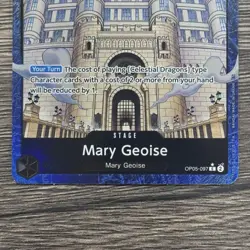 Your Turn The cost of playing {Celestial Dragons} type
Character cards with a cost of 2 or more from your hand
will be reduced by 1.
STAGE
Mary Geoise
Mary Geoise
OP05-097